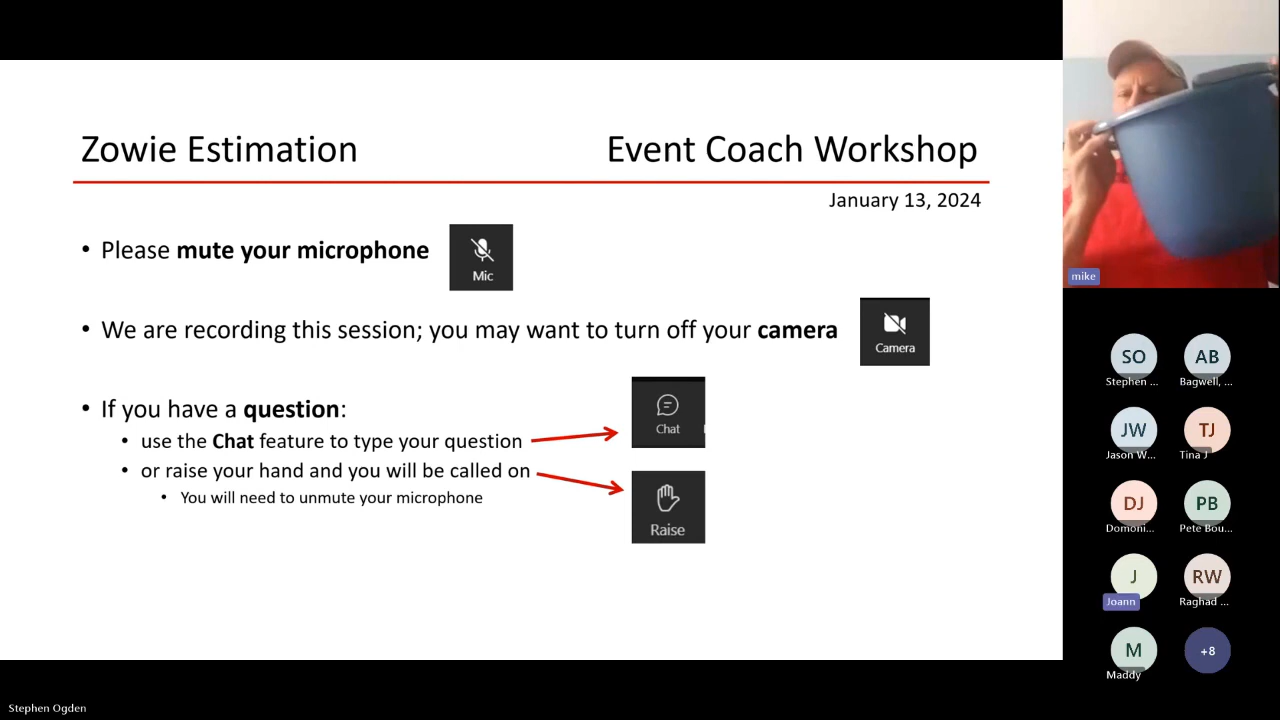 Zowie Estimation
Event Coach Workshop
January 13, 2024
• Please mute your microphone
Mic
• We are recording this session; you may want to turn off your camera
Camera
• If you have a question:
• use the Chat feature to type your question
Chat
• or raise your hand and you will be called on
• You will need to unmute your microphone
Raise
mike
SO
Stephen ...
AB
Bagwell, ...
JW
Jason W...
TJ
Tina J
DJ
Domoni...
PB
Pete Bou...
J
Joann
RW
Raghad ...
M
Maddy
+8
Stephen Ogden